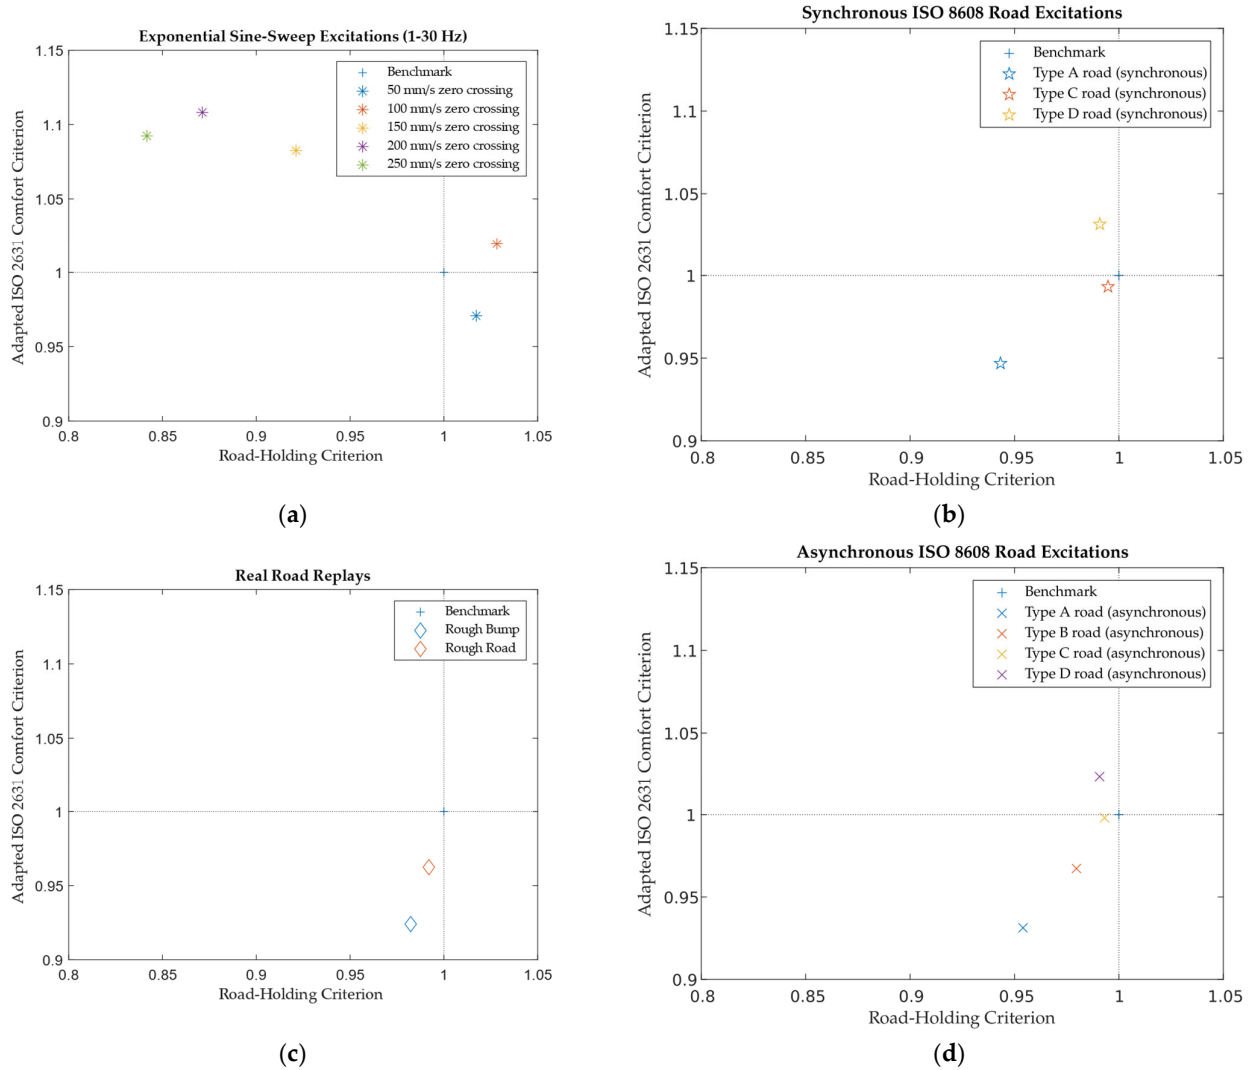 Exponential Sine-Sweep Excitations (1-30 Hz)
1.15
1.1
1.05
1
0.95
0.9
Adapted ISO 2631 Comfort Criterion
Benchmark
50 mm/s zero crossing
100 mm/s zero crossing
150 mm/s zero crossing
200 mm/s zero crossing
250 mm/s zero crossing
0.8 0.85 0.9 0.95 1 1.05
Road-Holding Criterion
(a)
Synchronous ISO 8608 Road Excitations
1.15
1.1
1.05
1
0.95
0.9
Adapted ISO 2631 Comfort Criterion
Benchmark
Type A road (synchronous)
Type C road (synchronous)
Type D road (synchronous)
0.8 0.85 0.9 0.95 1 1.05
Road-Holding Criterion
(b)
Real Road Replays
1.15
1.1
1.05
1
0.95
0.9
Adapted ISO 2631 Comfort Criterion
Benchmark
Rough Bump
Rough Road
0.8 0.85 0.9 0.95 1 1.05
Road-Holding Criterion
(c)
Asynchronous ISO 8608 Road Excitations
1.15
1.1
1.05
1
0.95
0.9
Adapted ISO 2631 Comfort Criterion
Benchmark
Type A road (asynchronous)
Type B road (asynchronous)
Type C road (asynchronous)
Type D road (asynchronous)
0.8 0.85 0.9 0.95 1 1.05
Road-Holding Criterion
(d)